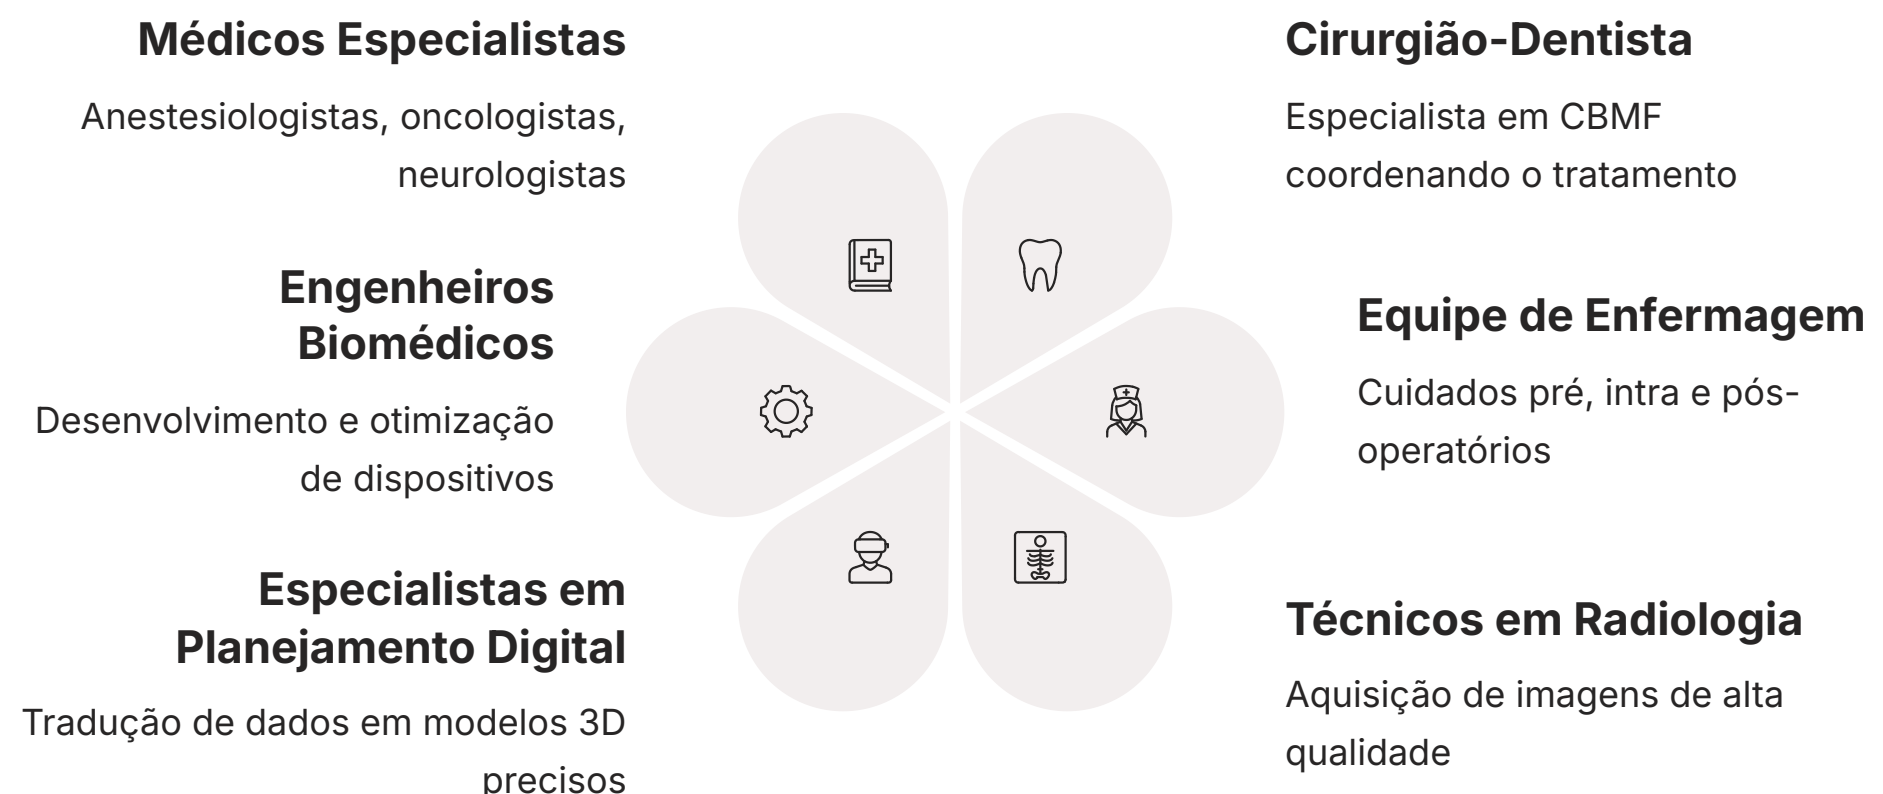 Médicos Especialistas
Anestesiologistas, oncologistas,
neurologistas
Engenheiros
Biomédicos
Desenvolvimento e otimização
de dispositivos
Especialistas em
Planejamento Digital
Tradução de dados em modelos 3D
precisos
Cirurgião-Dentista
Especialista em CBMF
coordenando o tratamento
Equipe de Enfermagem
Cuidados pré, intra e pós-
operatórios
Técnicos em Radiologia
Aquisição de imagens de alta
qualidade